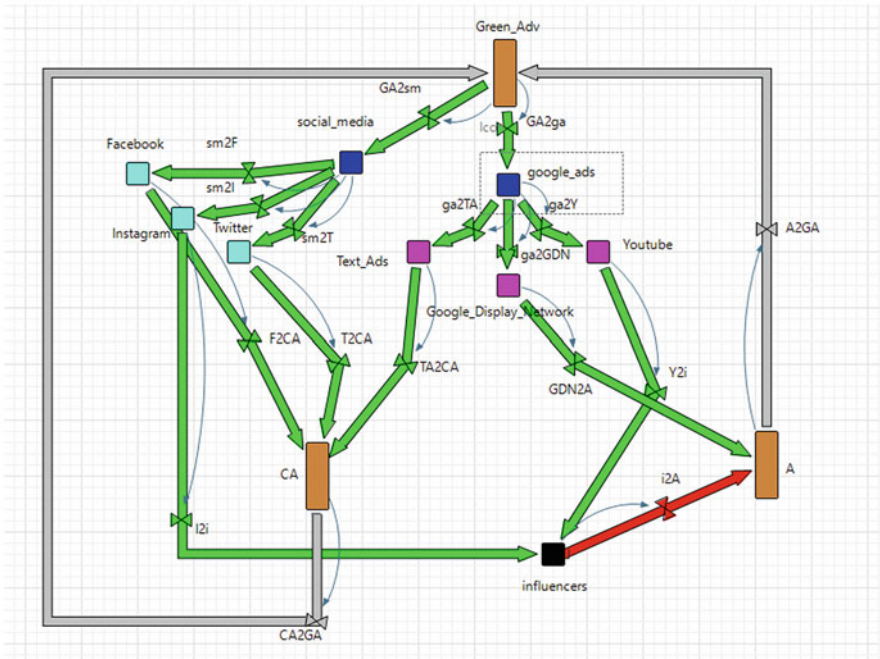 Green_Adv
GA2sm
GA2ga
social_media
sm2F
Facebook
google_ads
sm2I
ga2TA
ga2Y
Instagram
Twitter
sm2T
A2GA
Text_Ads
ga2GDN
Youtube
Google_Display_Network
F2CA
T2CA
TA2CA
GDN2A
Y2i
CA
i2A
A
I2i
influencers
CA2GA